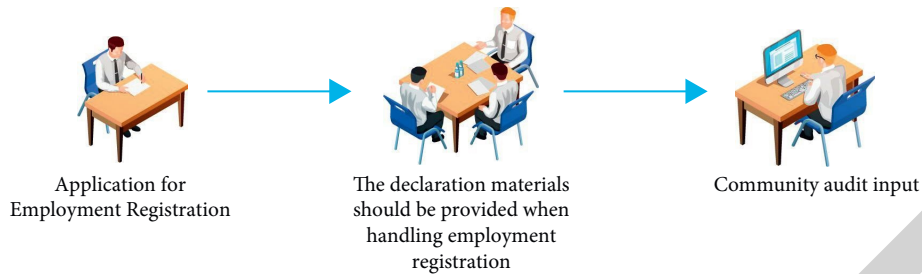 Application for
Employment Registration
The declaration materials
should be provided when
handling employment
registration
Community audit input